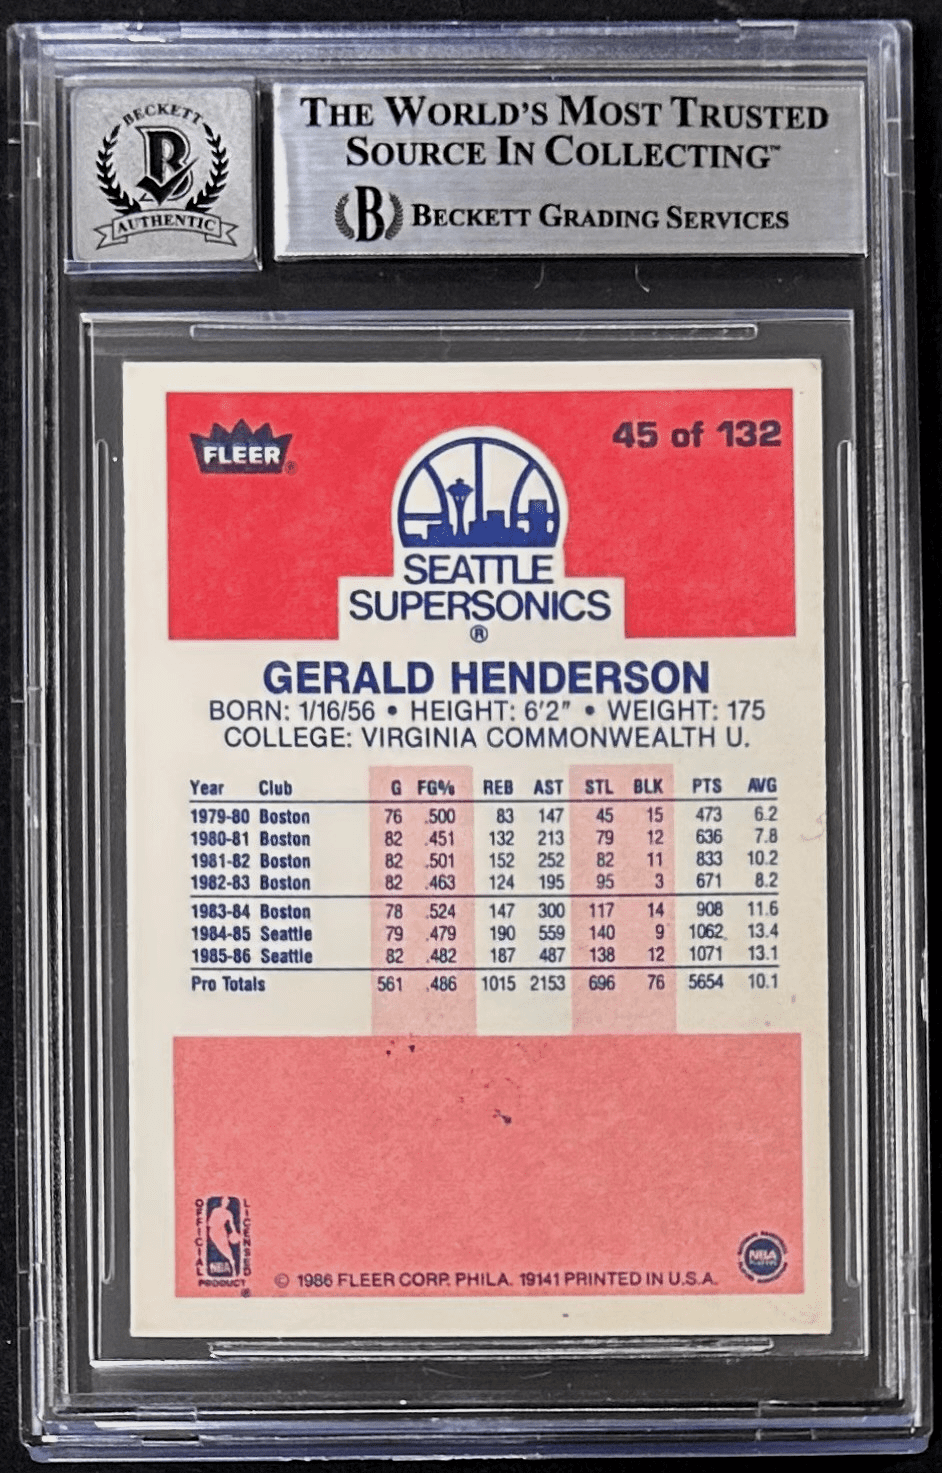 BECKETT
B
AUTHENTIC
THE WORLD'S MOST TRUSTED
SOURCE IN COLLECTING™
B BECKETT GRADING SERVICES
FLEER®
45 of 132
SEATTLE
SUPERSONICS
®
GERALD HENDERSON
BORN: 1/16/56 • HEIGHT: 6'2" • WEIGHT: 175
COLLEGE: VIRGINIA COMMONWEALTH U.
Year Club G FG% REB AST STL BLK PTS AVG
1979-80 Boston 76 .500 83 147 45 15 473 6.2
1980-81 Boston 82 .451 132 213 79 12 636 7.8
1981-82 Boston 82 .501 152 252 82 11 833 10.2
1982-83 Boston 82 .463 124 195 95 3 671 8.2
1983-84 Boston 78 .524 147 300 117 14 908 11.6
1984-85 Seattle 79 .479 190 559 140 9 1062 13.4
1985-86 Seattle 82 .482 187 487 138 12 1071 13.1
Pro Totals 561 .486 1015 2153 696 76 5654 10.1
OFFICIAL
LICENSED
NBA
PRODUCT
®
© 1986 FLEER CORP. PHILA. 19141 PRINTED IN U.S.A.
NBA
PLAYERS